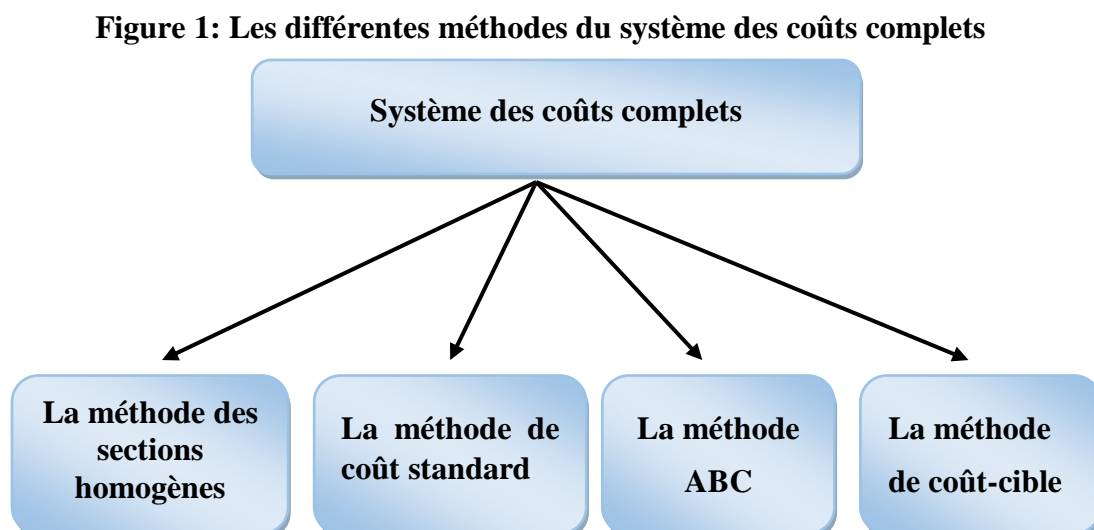 Figure 1: Les différentes méthodes du système des coûts complets
Système des coûts complets
La méthode des
sections
homogènes
La méthode de
coût standard
La méthode
ABC
La méthode
de coût-cible